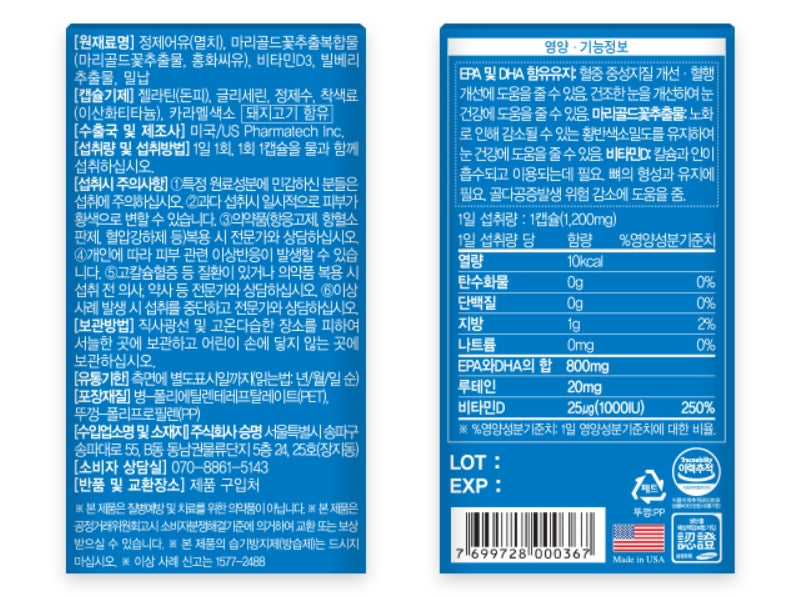 [원재료명] 정제어유(멸치), 마리골드꽃추출복합물
(마리골드꽃추출물, 홍화씨유), 비타민D3, 빌베리
추출물, 밀납
[캡슐기제] 젤라틴(돈피), 글리세린, 정제수, 착색료
(이산화티타늄), 카라멜색소 돼지고기 함유
[수출국 및 제조사] 미국/US Pharmatech Inc.
[섭취량 및 섭취방법] 1일 1회, 1회 1캡슐을 물과 함께
섭취하십시오.
[섭취시 주의사항] ①특정 원료성분에 민감하신 분들은
섭취에 주의하십시오. ②과다 섭취시 일시적으로 피부가
황색으로 변할 수 있습니다. ③의약품(항응고제, 항혈소
판제, 혈압강하제 등)복용 시 전문가와 상담하십시오.
④개인에 따라 피부 관련 이상반응이 발생할 수 있습
니다. ⑤고칼슘혈증 등 질환이 있거나 의약품 복용 시
섭취 전 의사, 약사 등 전문가와 상담하십시오. ⑥이상
사례 발생 시 섭취를 중단하고 전문가와 상담하십시오.
[보관방법] 직사광선 및 고온다습한 장소를 피하여
서늘한 곳에 보관하고 어린이 손에 닿지 않는 곳에
보관하십시오.
[유통기한] 측면에 별도표시일까지(읽는법: 년/월/일 순)
[포장재질] 병-폴리에틸렌테레프탈레이트(PET),
뚜껑-폴리프로필렌(PP)
[수입업소명 및 소재지] 주식회사 승명 서울특별시 송파구
송파대로 55, B동 동남권물류단지 5층 24, 25호(장지동)
[소비자 상담실] 070-8861-5143
[반품 및 교환장소] 제품 구입처
※ 본 제품은 질병예방 및 치료를 위한 의약품이 아닙니다. ※ 본 제품은
공정거래위원회고시 소비자분쟁해결기준에 의거하여 교환 또는 보상
받으실 수 있습니다. ※ 본 제품의 습기방지제(방습제)는 드시지
마십시오. ※ 이상 사례 신고는 1577-2488
영양 · 기능정보
EPA 및 DHA 함유유지: 혈중 중성지질 개선 · 혈행
개선에 도움을 줄 수 있음. 건조한 눈을 개선하여 눈
건강에 도움을 줄 수 있음. 마리골드꽃추출물: 노화
로 인해 감소될 수 있는 황반색소밀도를 유지하여
눈 건강에 도움을 줄 수 있음. 비타민D: 칼슘과 인이
흡수되고 이용되는데 필요. 뼈의 형성과 유지에
필요. 골다공증발생 위험 감소에 도움을 줌.
1일 섭취량 : 1캡슐(1,200mg)
1일 섭취량 당 함량 %영양성분기준치
열량 10kcal
탄수화물 0g 0%
단백질 0g 0%
지방 1g 2%
나트륨 0mg 0%
EPA와DHA의 합 800mg
루테인 20mg
비타민D 25㎍(1000IU) 250%
※ %영양성분기준치: 1일 영양성분기준치에 대한 비율.
LOT :
EXP :
페트
뚜껑:PP
Traceability
이력추적
7 699728 000367
Made in USA
認證